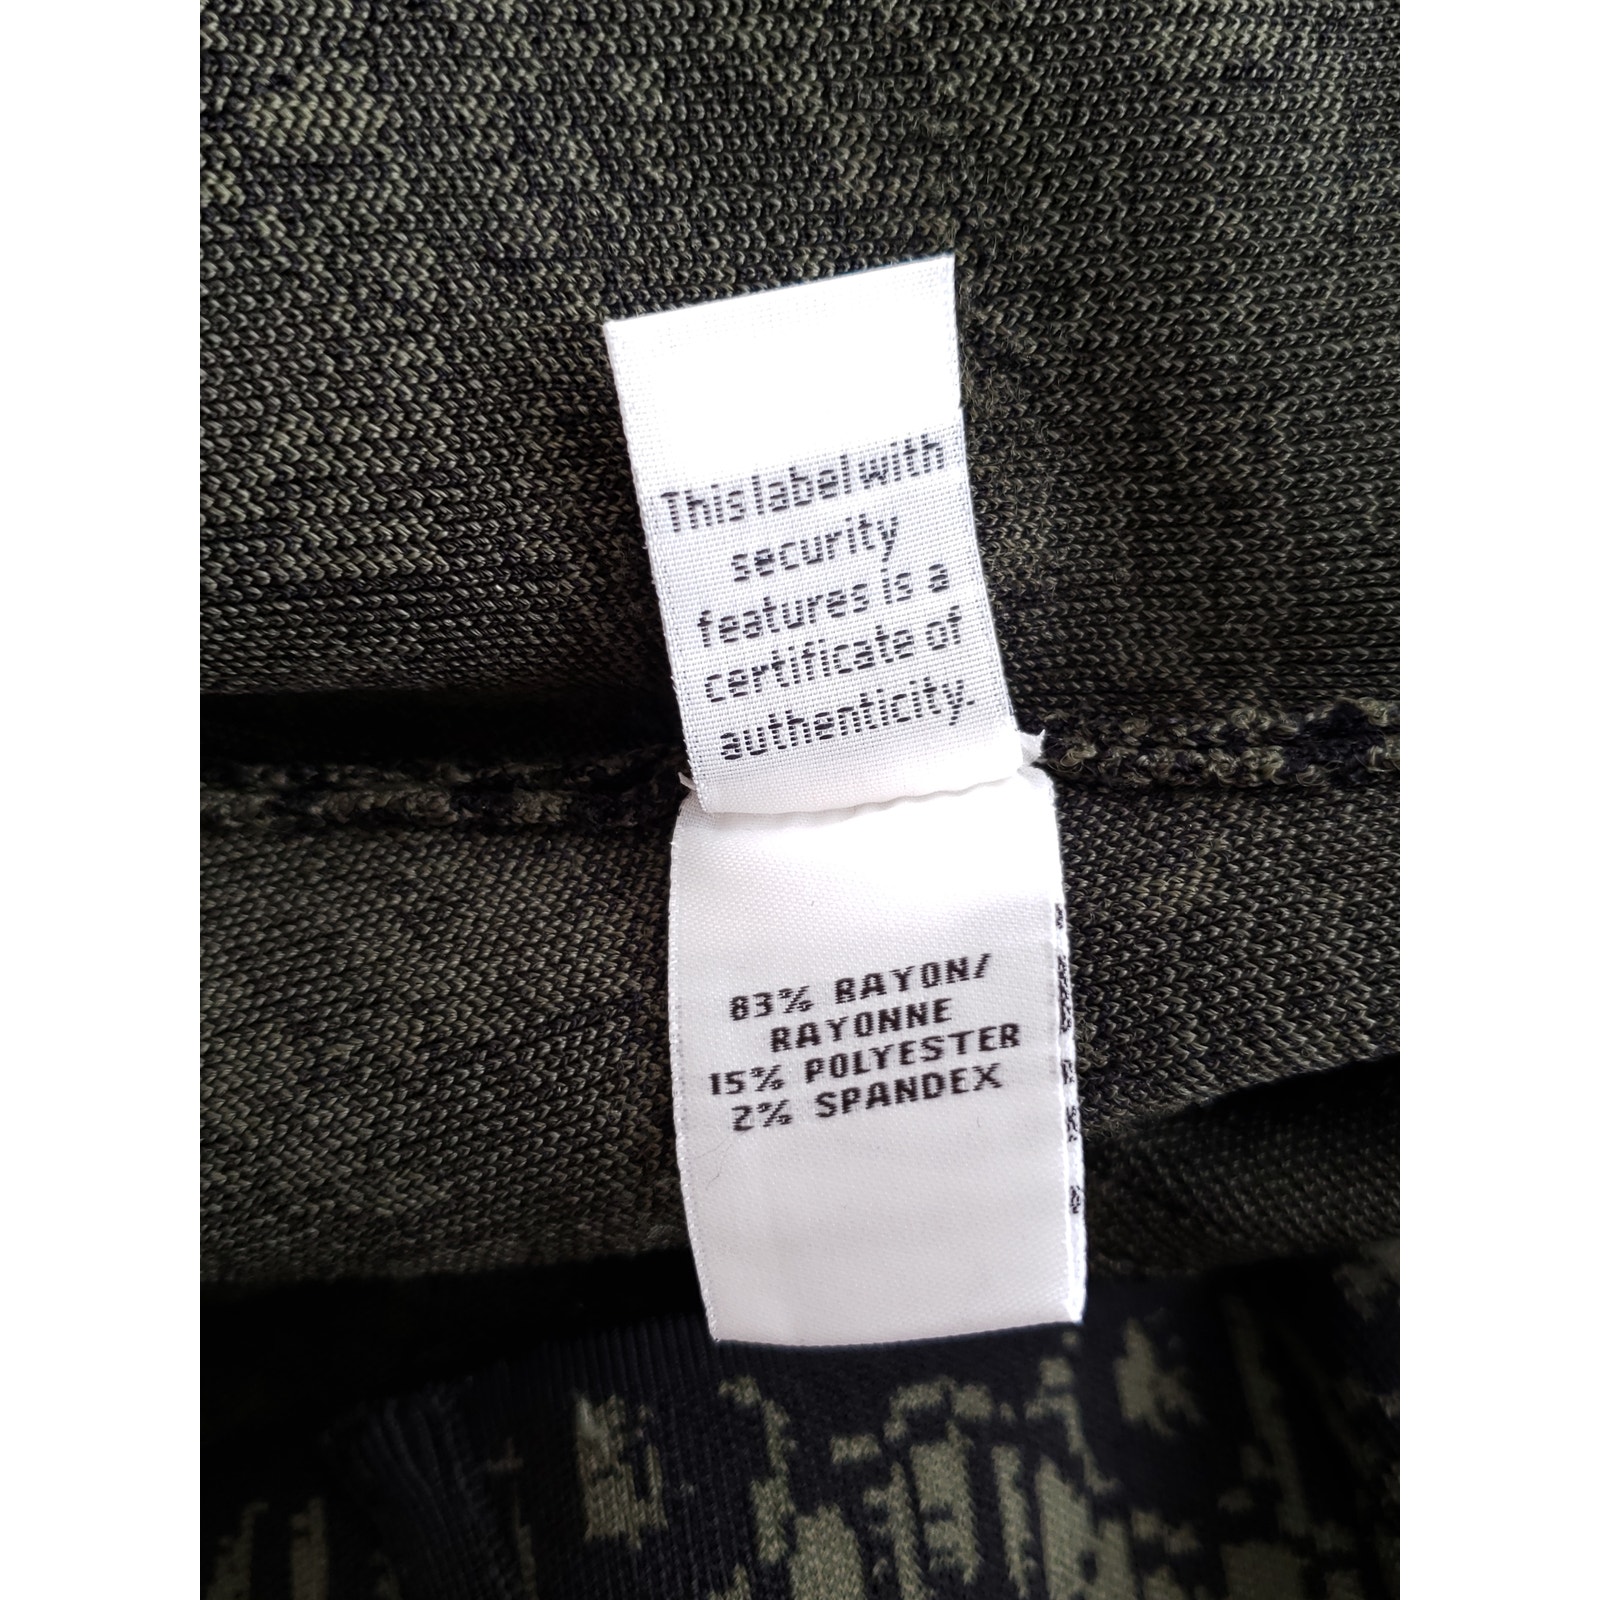 This label with
security
features is a
certificate of
authenticity.
83% RAYON/
RAYONNE
15% POLYESTER
2% SPANDEX